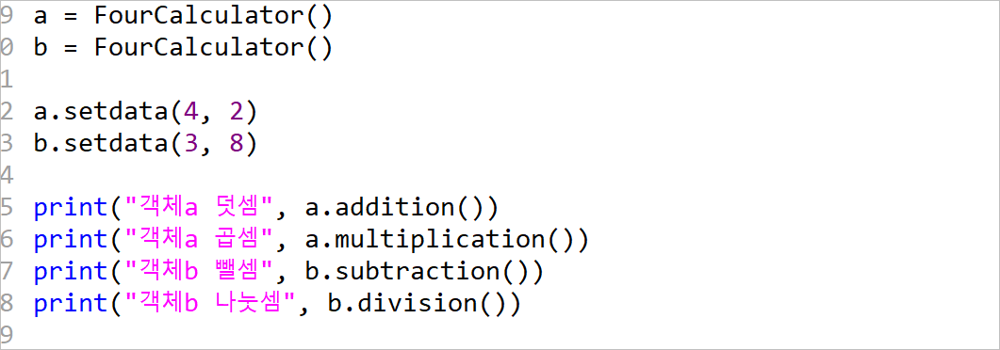 9 a = FourCalculator()
0 b = FourCalculator()
1
2 a.setdata(4, 2)
3 b.setdata(3, 8)
4
5 print("객체a 덧셈", a.addition())
6 print("객체a 곱셈", a.multiplication())
7 print("객체b 뺄셈", b.subtraction())
8 print("객체b 나눗셈", b.division())
9